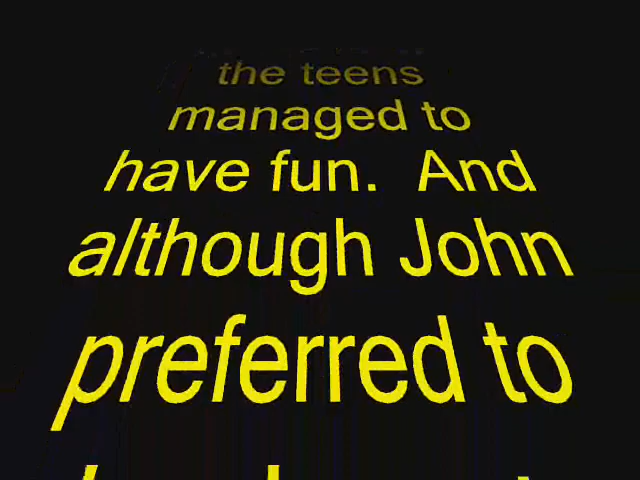 the teens
managed to
have fun.  And
although John
preferred to